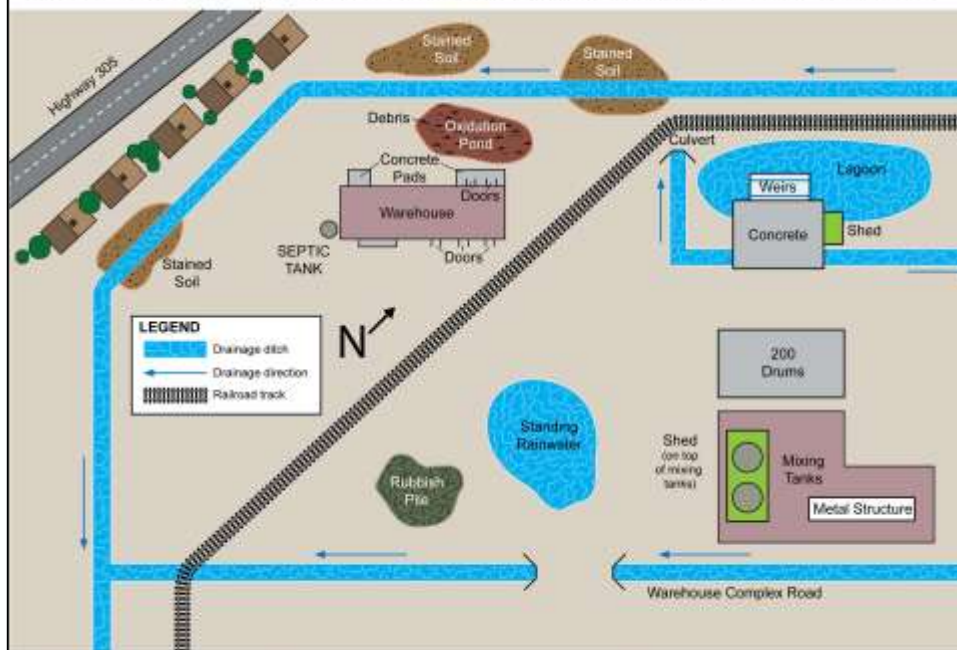 Highway 305
Stained
Soil
Stained
Soil
Debris
Oxidation
Pond
Culvert
Concrete
Pads
Doors
Lagoon
Weirs
Warehouse
Concrete
Shed
SEPTIC
TANK
Doors
Stained
Soil
LEGEND
Drainage ditch
Drainage direction
Railroad track
N
200
Drums
Standing
Rainwater
Shed
(on top
of mixing
tanks)
Mixing
Tanks
Rubbish
Pile
Metal Structure
Warehouse Complex Road